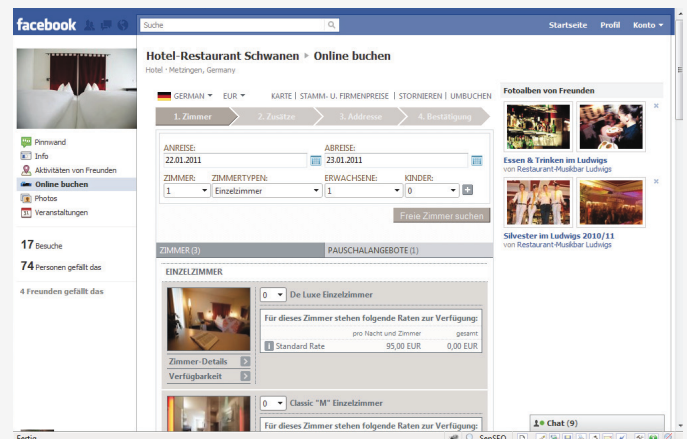 facebook
Suche
Startseite Profil Konto
Hotel-Restaurant Schwanen Online buchen
Hotel · Metzingen, Germany
GERMAN EUR KARTE | STAMM- U. FIRMENPREISE | STORNIEREN | UMBUCHEN
1. Zimmer 2. Zusätze 3. Addresse 4. Bestätigung
ANREISE: ABREISE:
22.01.2011 23.01.2011
ZIMMER: ZIMMERTYPEN: ERWACHSENE: KINDER:
1 Einzelzimmer 1 0
Freie Zimmer suchen
ZIMMER (3) PAUSCHALANGEBOTE (1)
EINZELZIMMER
0 De Luxe Einzelzimmer
Für dieses Zimmer stehen folgende Raten zur Verfügung:
pro Nacht und Zimmer gesamt
Standard Rate 95,00 EUR 0,00 EUR
Zimmer-Details
Verfügbarkeit
0 Classic "M" Einzelzimmer
Für dieses Zimmer stehen folgende Raten zur Verfügung:
Pinnwand
Info
Aktivitäten von Freunden
Online buchen
Photos
Veranstaltungen
17 Besuche
74 Personen gefällt das
4 Freunden gefällt das
Fotoalben von Freunden
Essen & Trinken im Ludwigs
von Restaurant-Musikbar Ludwigs
Silvester im Ludwigs 2010/11
von Restaurant-Musikbar Ludwigs
Chat (9)
Fertig
SenSEO